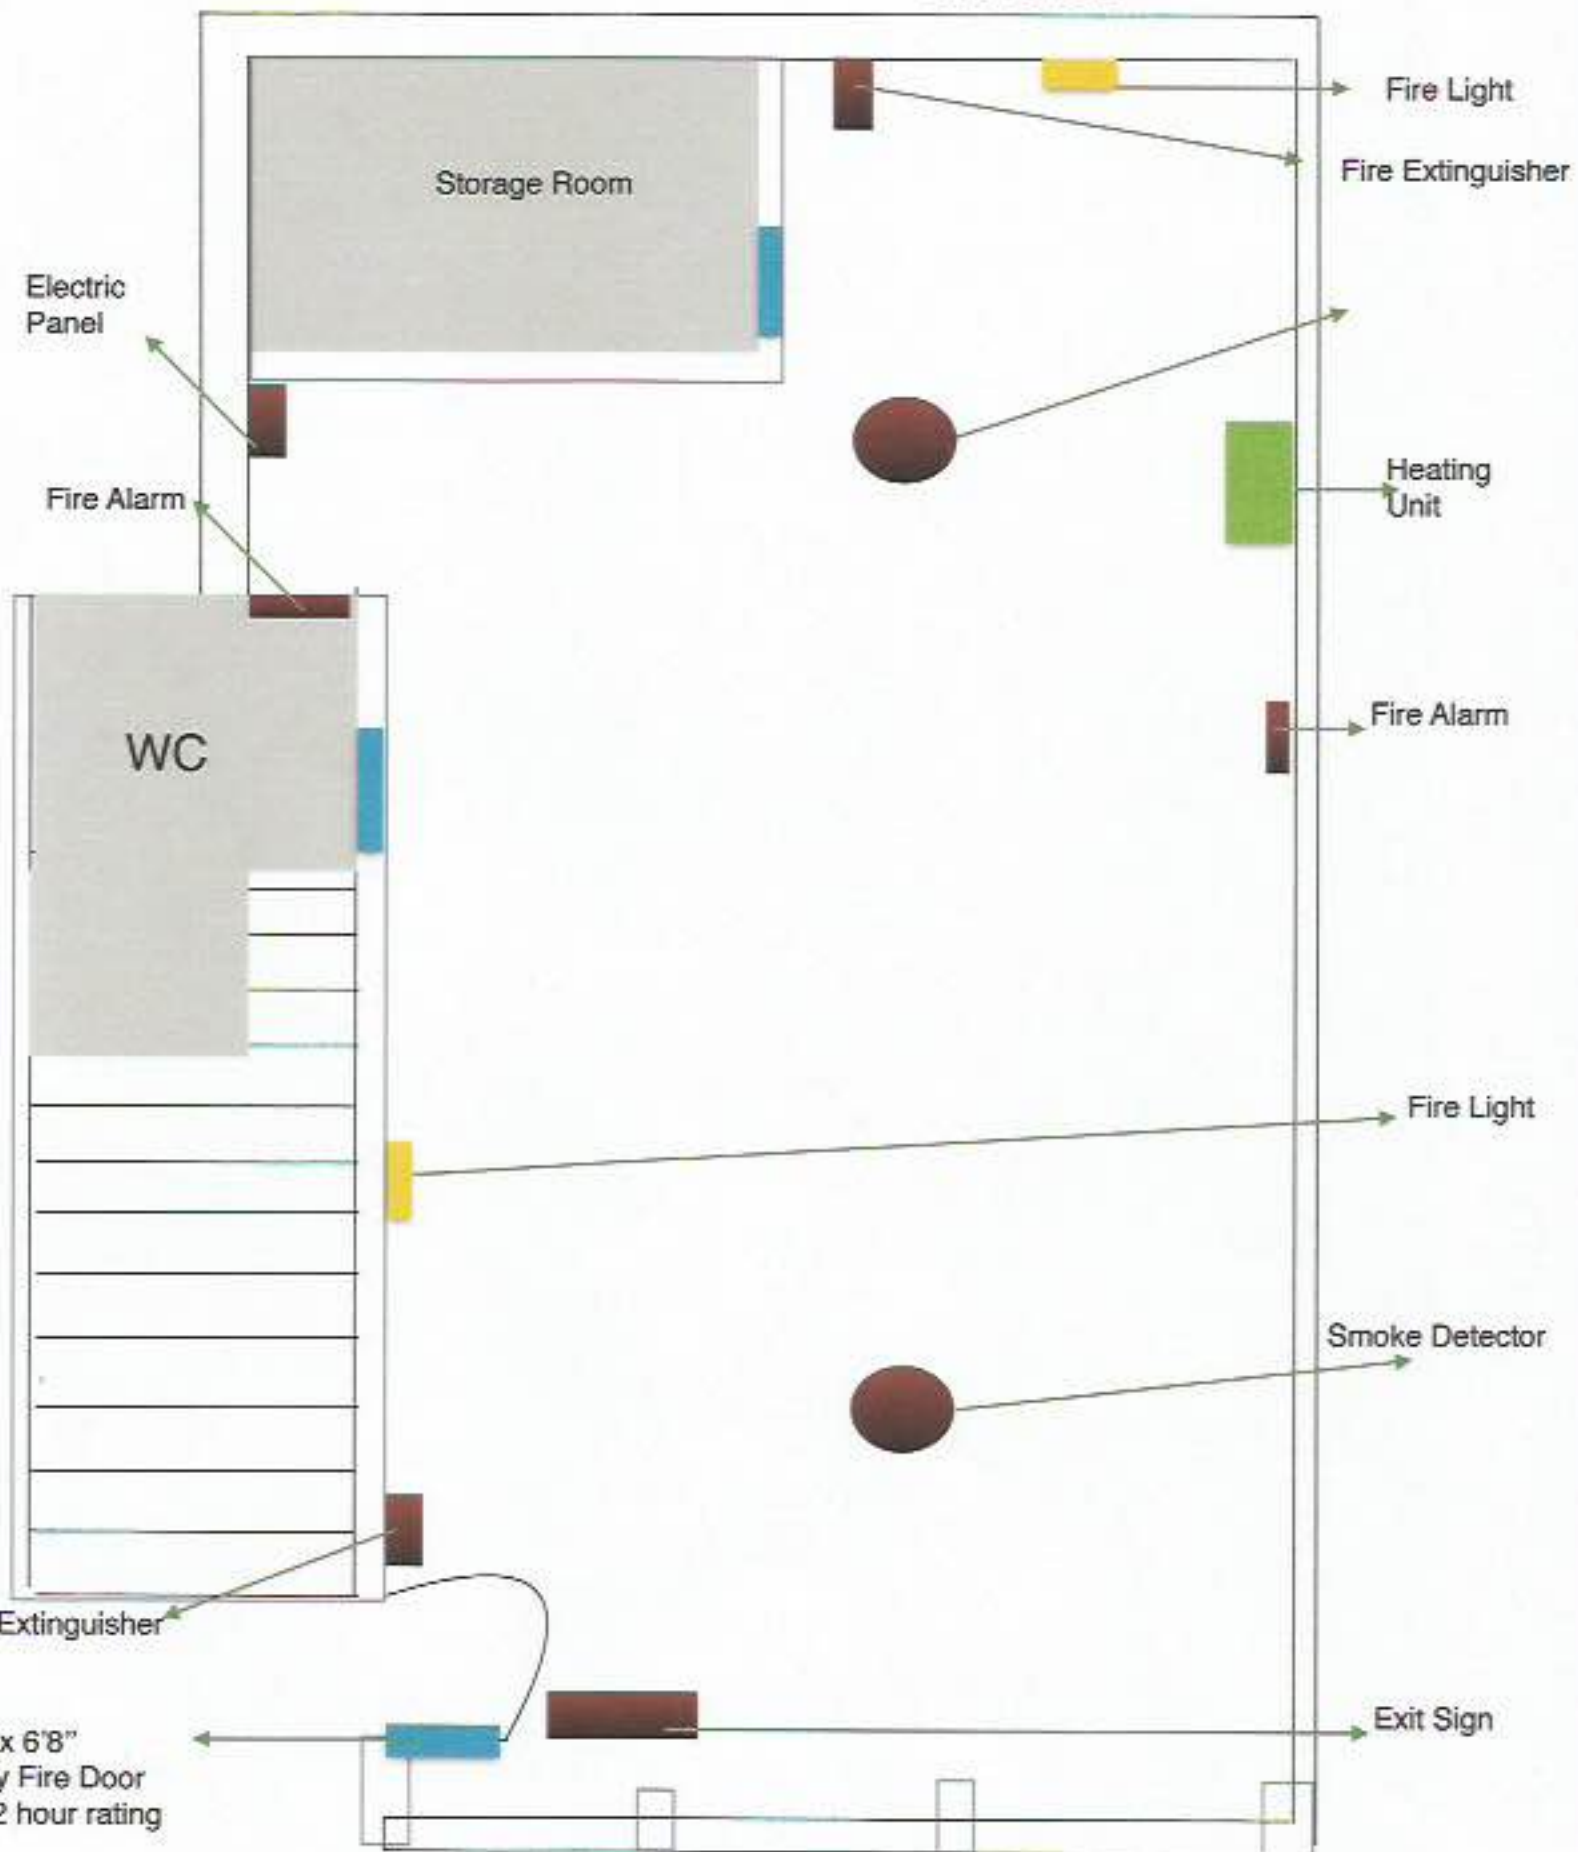 Fire Light
Fire Extinguisher
Storage Room
Electric
Panel
Heating
Unit
Fire Alarm
Fire Alarm
WC
Fire Light
Smoke Detector
Extinguisher
Exit Sign
x 6'8”
y Fire Door
2 hour rating